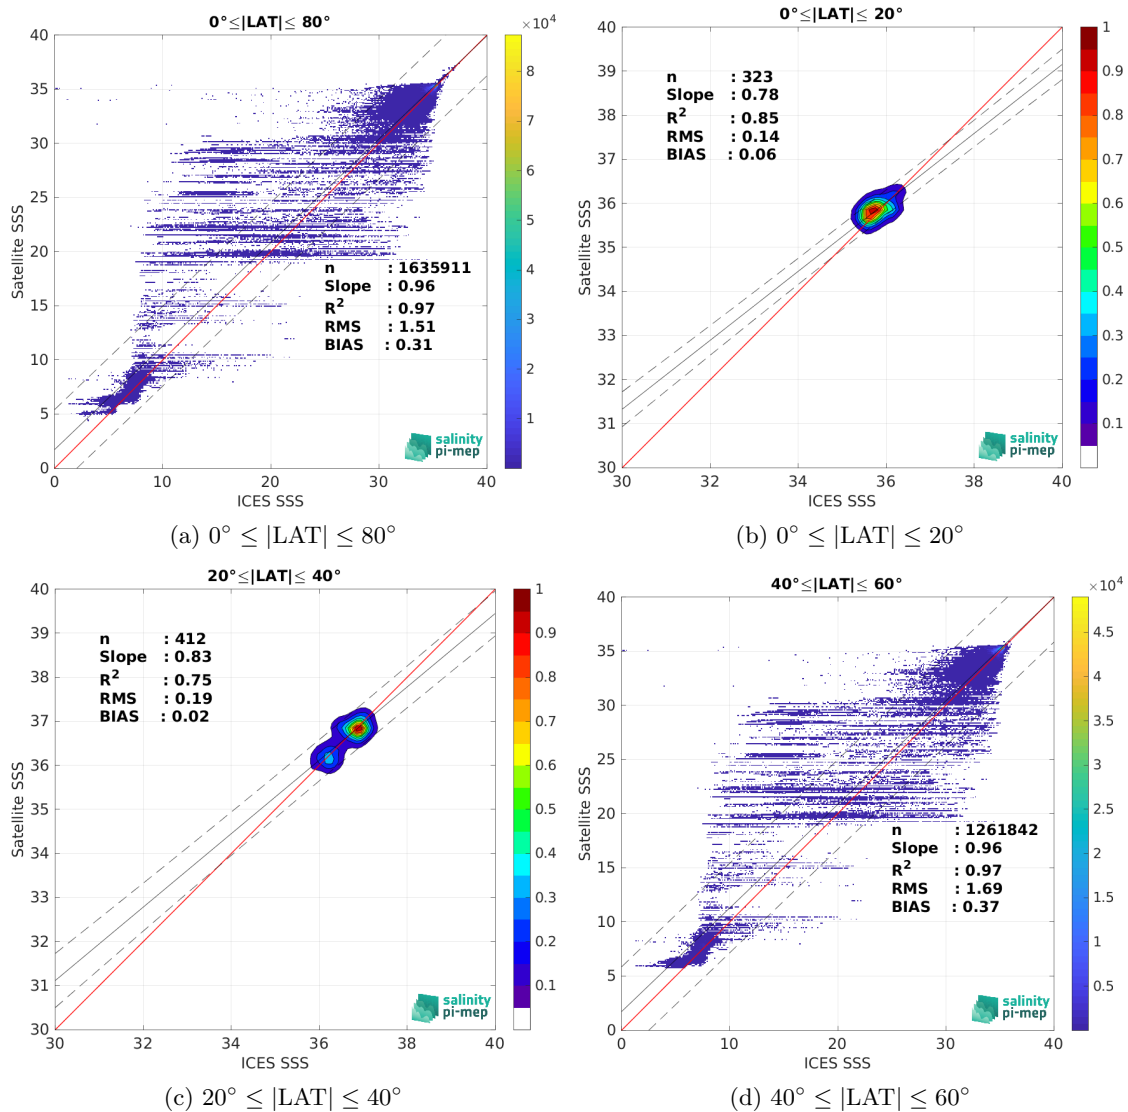 0°≤|LAT|≤ 80°
×10⁴
40
35
30
25
20
15
10
5
0
Satellite SSS
n : 1635911
Slope : 0.96
R² : 0.97
RMS : 1.51
BIAS : 0.31
salinity
pi-mep
0 10 20 30 40
ICES SSS
8
7
6
5
4
3
2
1
(a) 0° ≤ |LAT| ≤ 80°
0°≤|LAT|≤ 20°
40
39
38
37
36
35
34
33
32
31
30
Satellite SSS
n : 323
Slope : 0.78
R² : 0.85
RMS : 0.14
BIAS : 0.06
salinity
pi-mep
30 32 34 36 38 40
ICES SSS
1
0.9
0.8
0.7
0.6
0.5
0.4
0.3
0.2
0.1
(b) 0° ≤ |LAT| ≤ 20°
20°≤|LAT|≤ 40°
40
39
38
37
36
35
34
33
32
31
30
Satellite SSS
n : 412
Slope : 0.83
R² : 0.75
RMS : 0.19
BIAS : 0.02
salinity
pi-mep
30 32 34 36 38 40
ICES SSS
1
0.9
0.8
0.7
0.6
0.5
0.4
0.3
0.2
0.1
(c) 20° ≤ |LAT| ≤ 40°
40°≤|LAT|≤ 60°
×10⁴
40
35
30
25
20
15
10
5
0
Satellite SSS
n : 1261842
Slope : 0.96
R² : 0.97
RMS : 1.69
BIAS : 0.37
salinity
pi-mep
0 10 20 30 40
ICES SSS
4.5
4
3.5
3
2.5
2
1.5
1
0.5
(d) 40° ≤ |LAT| ≤ 60°